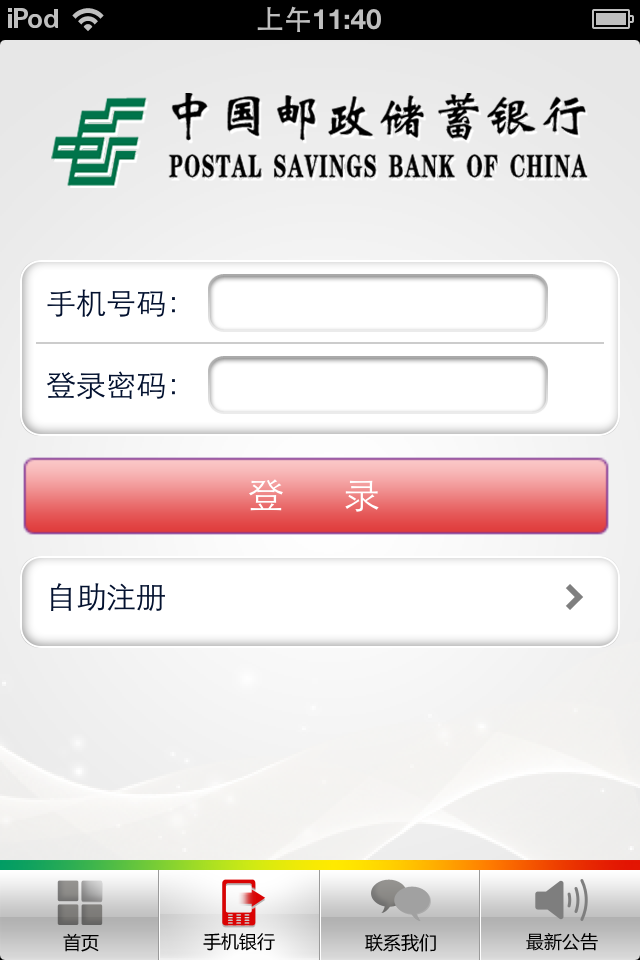 iPod 上午11:40
中国邮政储蓄银行
POSTAL SAVINGS BANK OF CHINA
手机号码：
登录密码：
登 录
自助注册
首页 手机银行 联系我们 最新公告